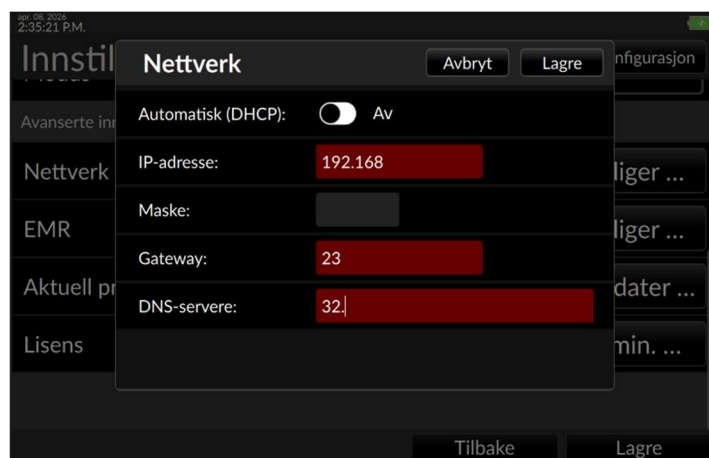 apr. 08, 2026
2:35:21 P.M.
Innstil
nfigurasjon
Nettverk
Avbryt
Lagre
Avanserte inn
Automatisk (DHCP):
Av
Nettverk
IP-adresse:
192.168
liger ...
Maske:
EMR
liger ...
Gateway:
23
Aktuell pr
dater ...
DNS-servere:
32.
Lisens
min. ...
Tilbake
Lagre